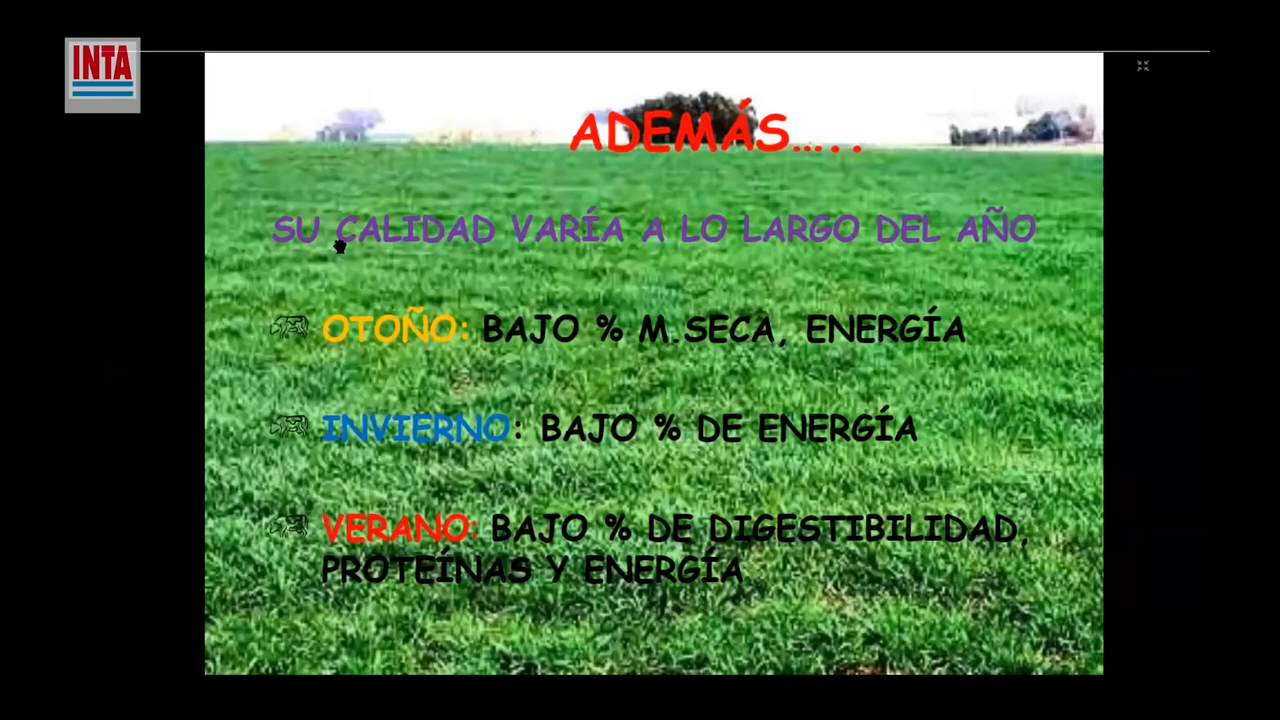 INTA
ADEMÁS.....
SU CALIDAD VARÍA A LO LARGO DEL AÑO
OTOÑO: BAJO % M.SECA, ENERGÍA
INVIERNO: BAJO % DE ENERGÍA
VERANO: BAJO % DE DIGESTIBILIDAD,
PROTEÍNAS Y ENERGÍA